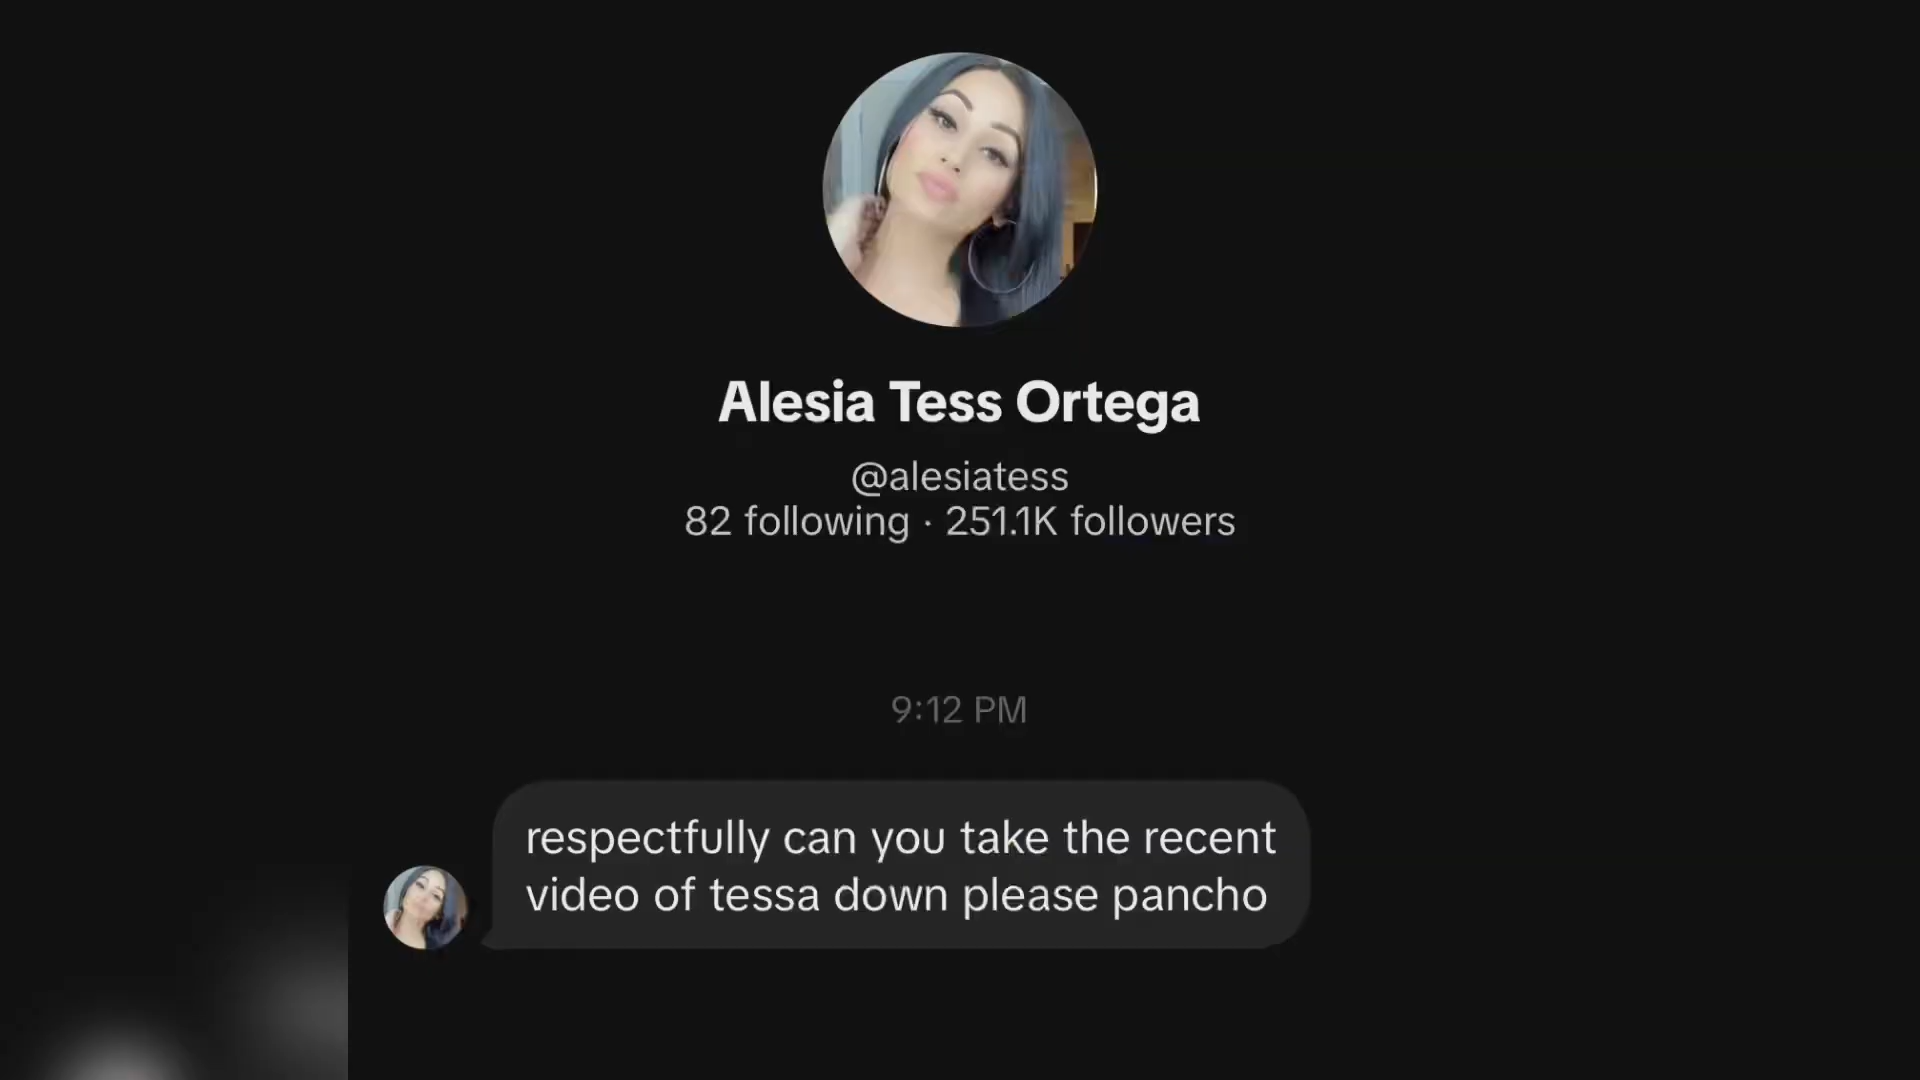 Alesia Tess Ortega
@alesiatess
82 following · 251.1K followers
9:12 PM
respectfully can you take the recent
video of tessa down please pancho